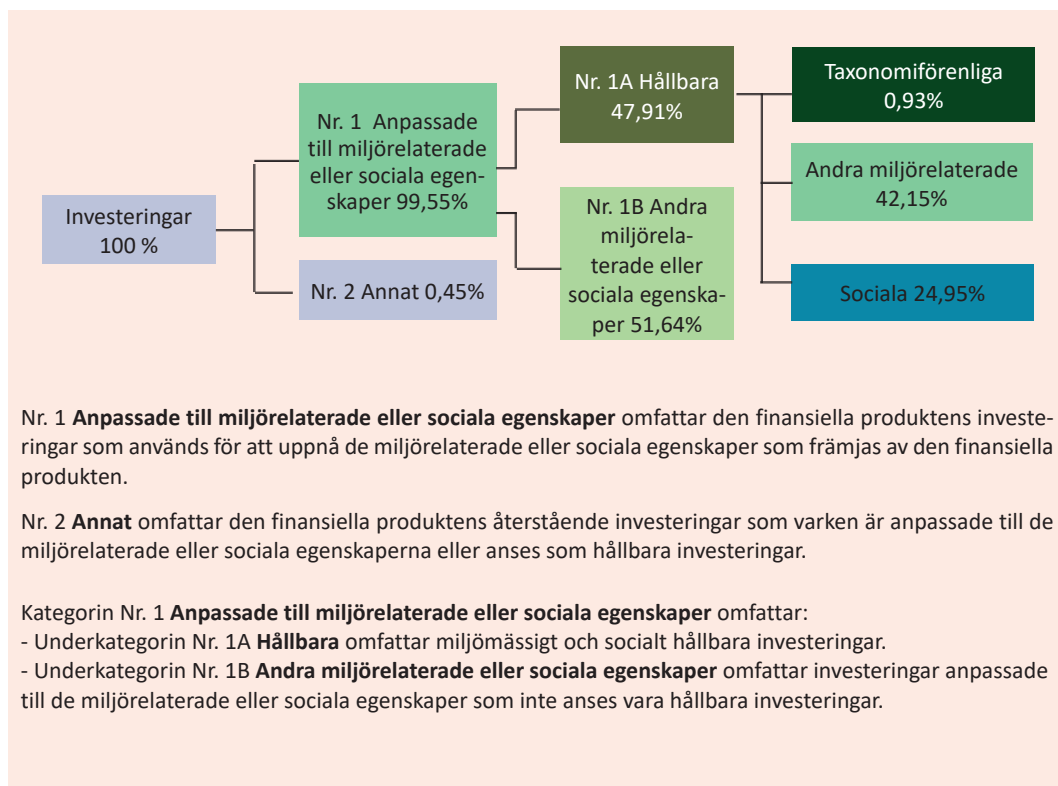 Investeringar
100 %
Nr. 1 Anpassade
till miljörelaterade
eller sociala egen-
skaper 99,55%
Nr. 2 Annat 0,45%
Nr. 1A Hållbara
47,91%
Nr. 1B Andra
miljörela-
terade eller
sociala egenska-
per 51,64%
Taxonomiförenliga
0,93%
Andra miljörelaterade
42,15%
Sociala 24,95%
Nr. 1 Anpassade till miljörelaterade eller sociala egenskaper omfattar den finansiella produktens investe-
ringar som används för att uppnå de miljörelaterade eller sociala egenskaper som främjas av den finansiella
produkten.
Nr. 2 Annat omfattar den finansiella produktens återstående investeringar som varken är anpassade till de
miljörelaterade eller sociala egenskaperna eller anses som hållbara investeringar.
Kategorin Nr. 1 Anpassade till miljörelaterade eller sociala egenskaper omfattar:
- Underkategorin Nr. 1A Hållbara omfattar miljömässigt och socialt hållbara investeringar.
- Underkategorin Nr. 1B Andra miljörelaterade eller sociala egenskaper omfattar investeringar anpassade
till de miljörelaterade eller sociala egenskaper som inte anses vara hållbara investeringar.